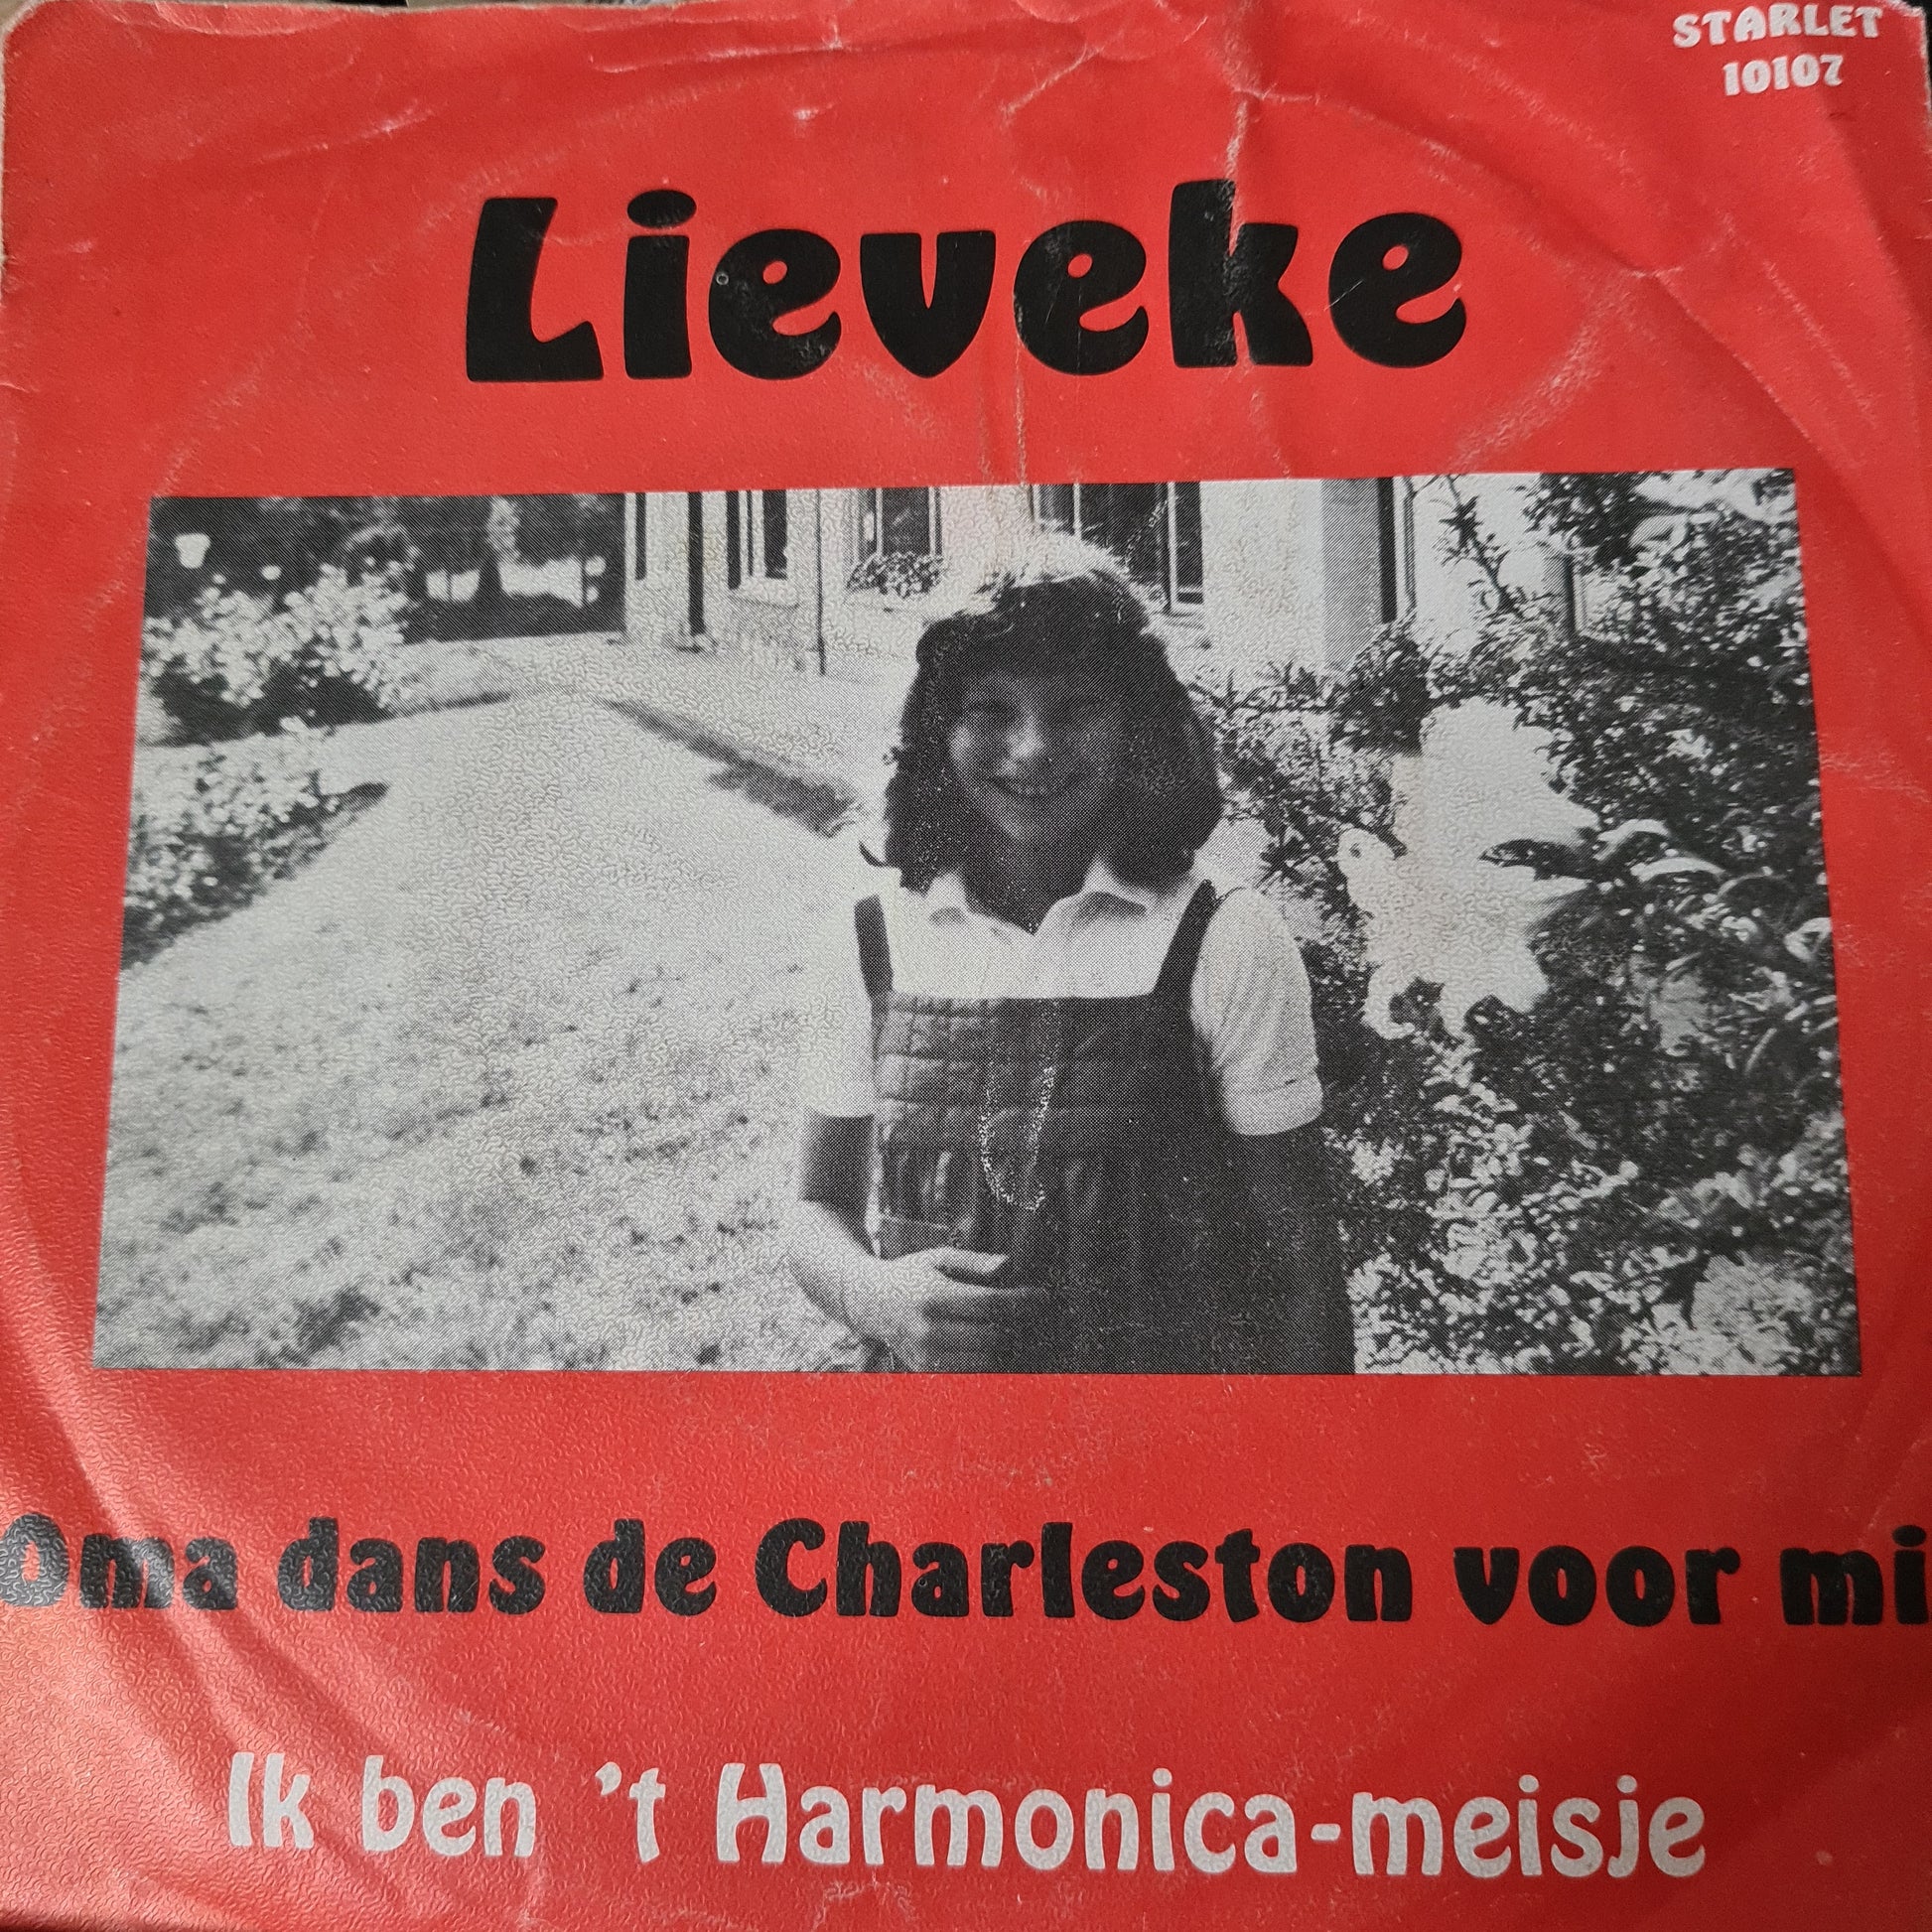 STARLET
10107
Lieveke
Oma dans de Charleston voor mi
Ik ben 't Harmonica-meisje